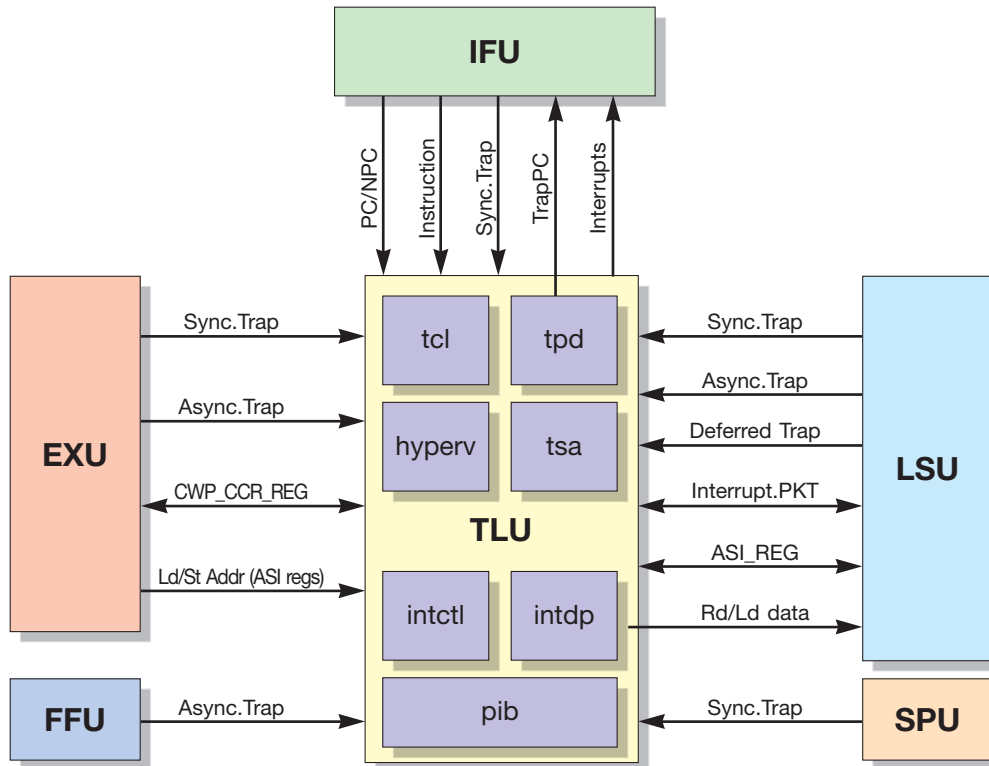 IFU
PC/NPC
Instruction
Sync.Trap
TrapPC
Interrupts
EXU
Sync.Trap
Async.Trap
CWP_CCR_REG
Ld/St Addr (ASI regs)
FFU
Async.Trap
tcl
tpd
hyperv
tsa
TLU
intctl
intdp
pib
Sync.Trap
Async.Trap
Deferred Trap
Interrupt.PKT
ASI_REG
Rd/Ld data
LSU
Sync.Trap
SPU